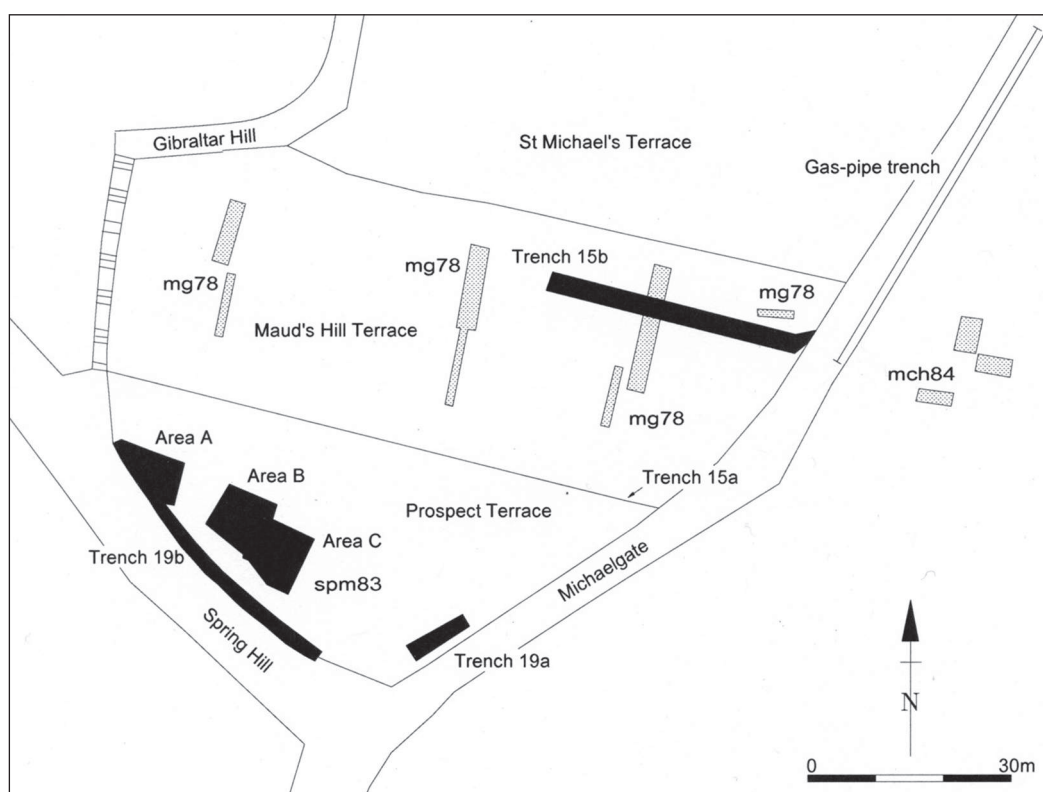 Gibraltar Hill
St Michael's Terrace
Gas-pipe trench
Trench 15b
mg78
mg78
mg78
Maud's Hill Terrace
mch84
mg78
Area A
Area B
Trench 15a
Prospect Terrace
Area C
Trench 19b
spm83
Michaelgate
Spring Hill
Trench 19a
N
0 30m